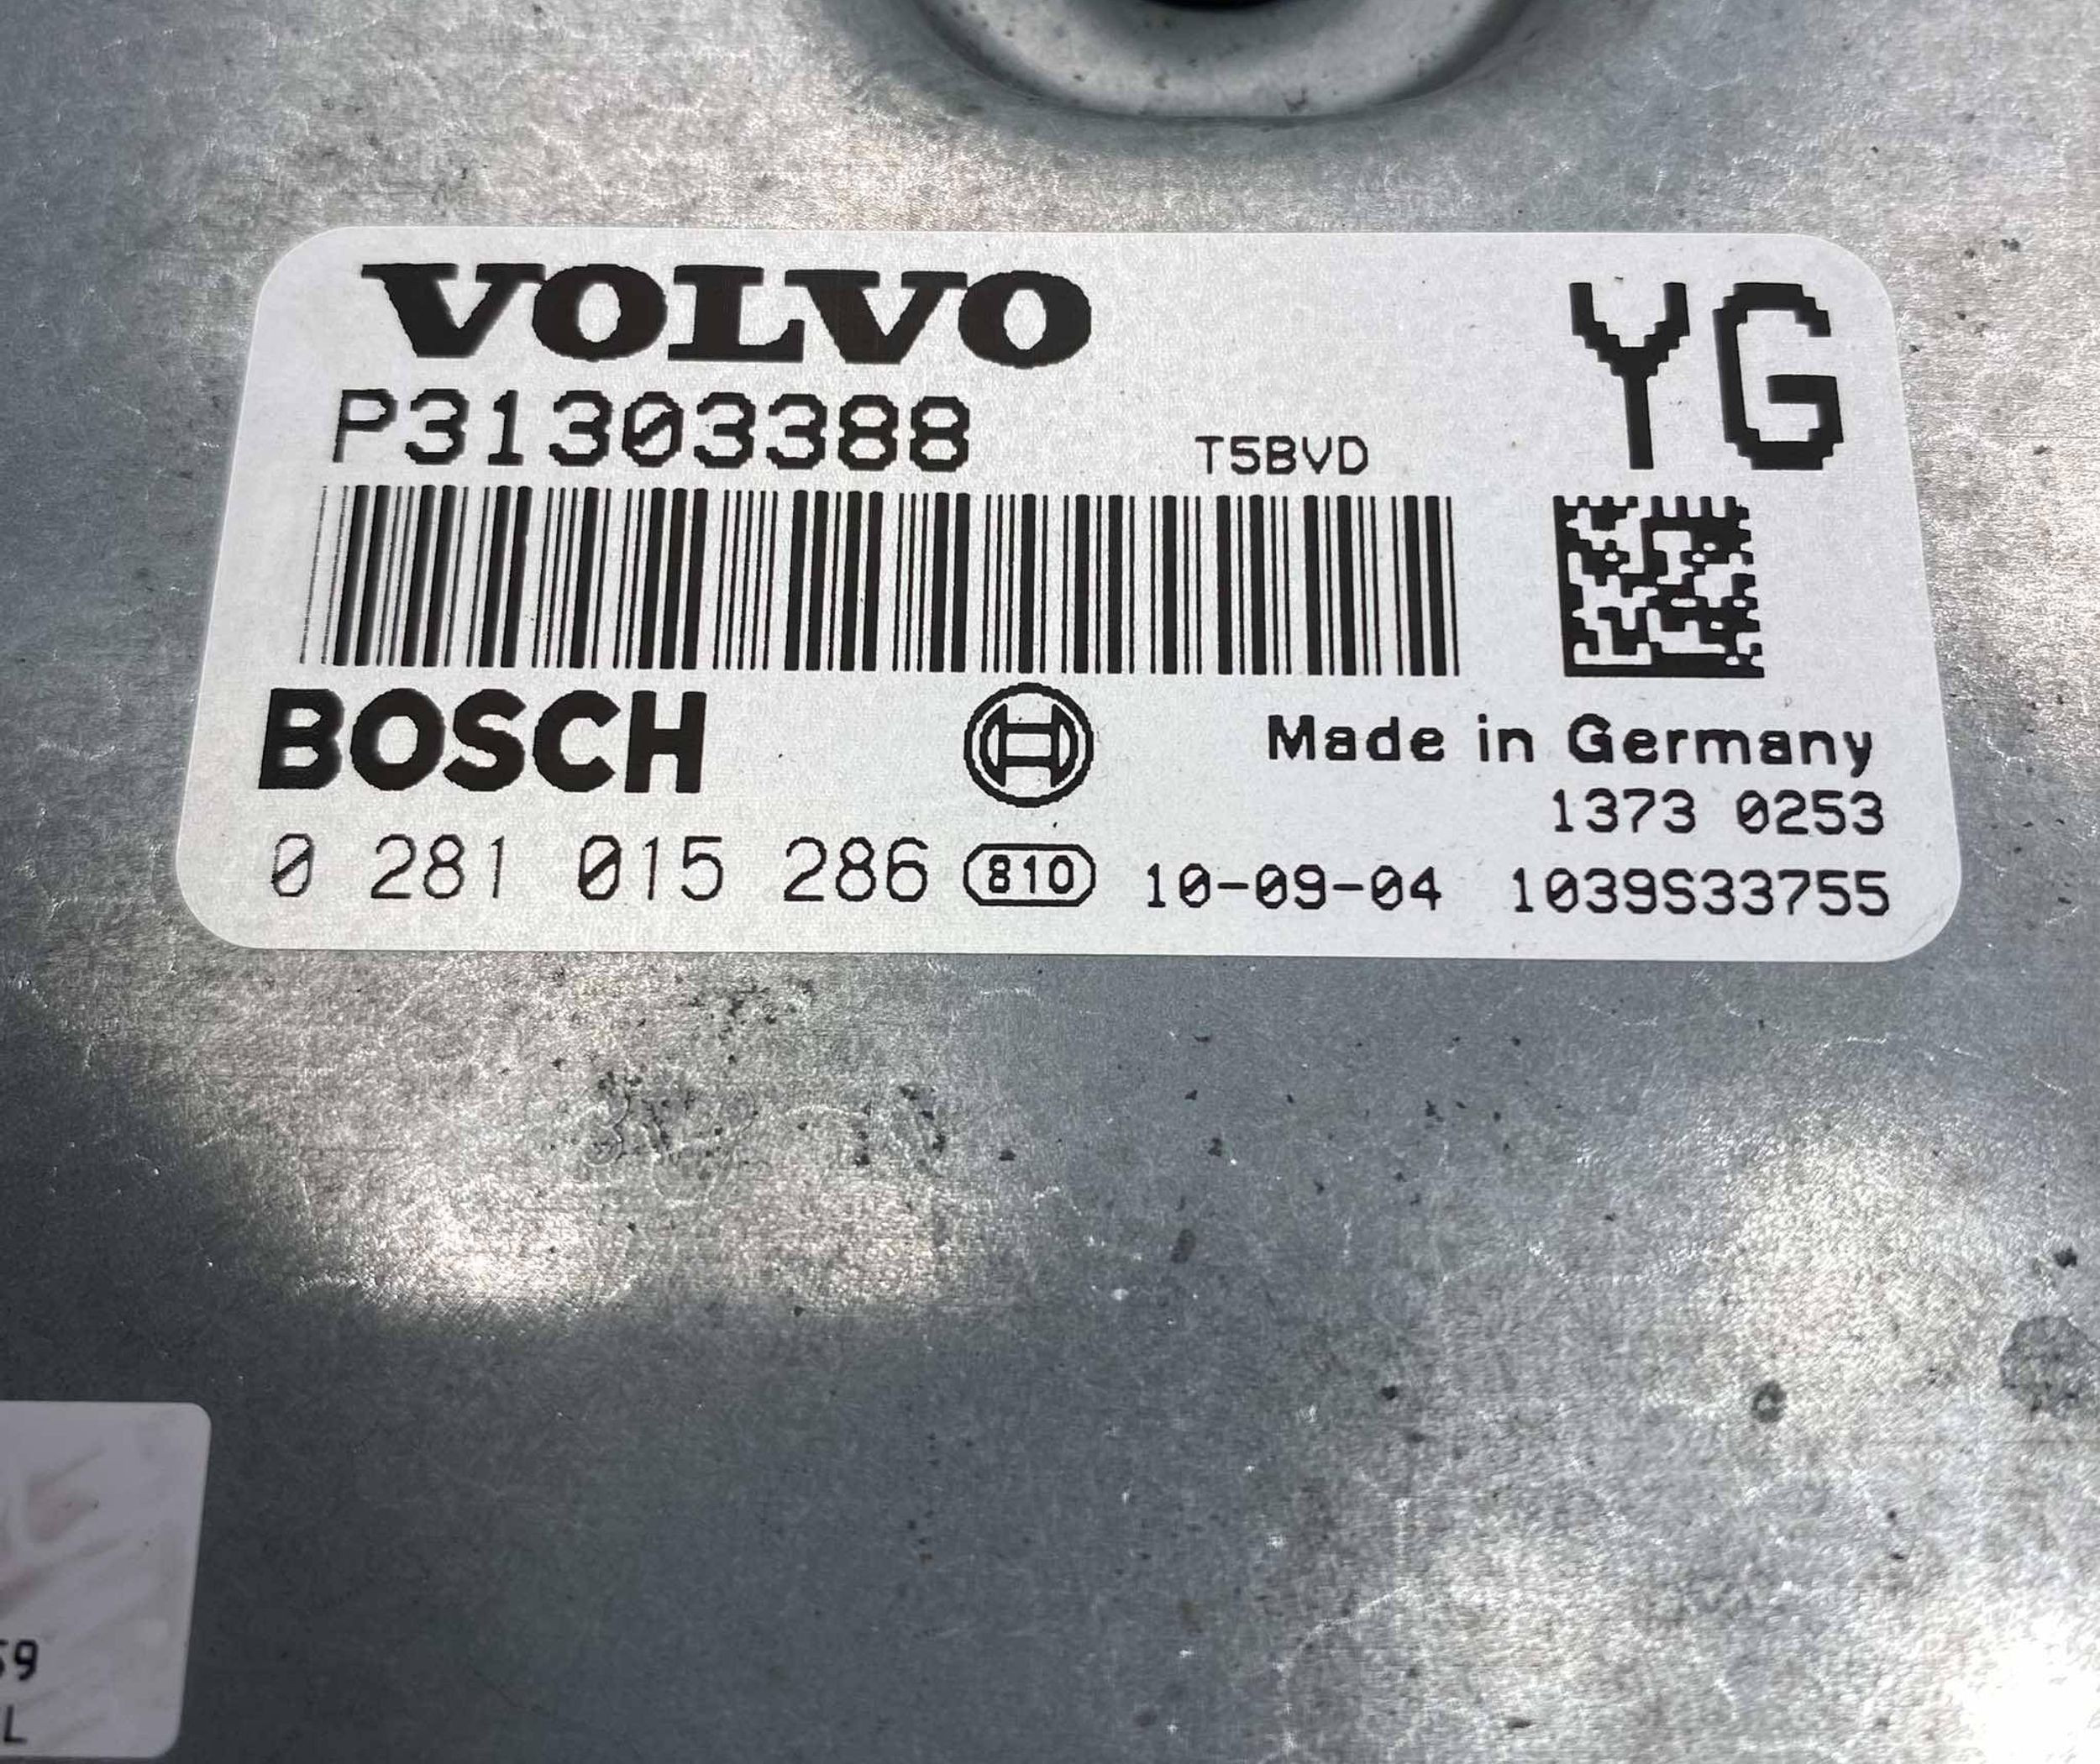 VOLVO
YG
P31303388
T5BVD
BOSCH
Made in Germany
1373 0253
0 281 015 286 810 10-09-04 1039S33755
59
L